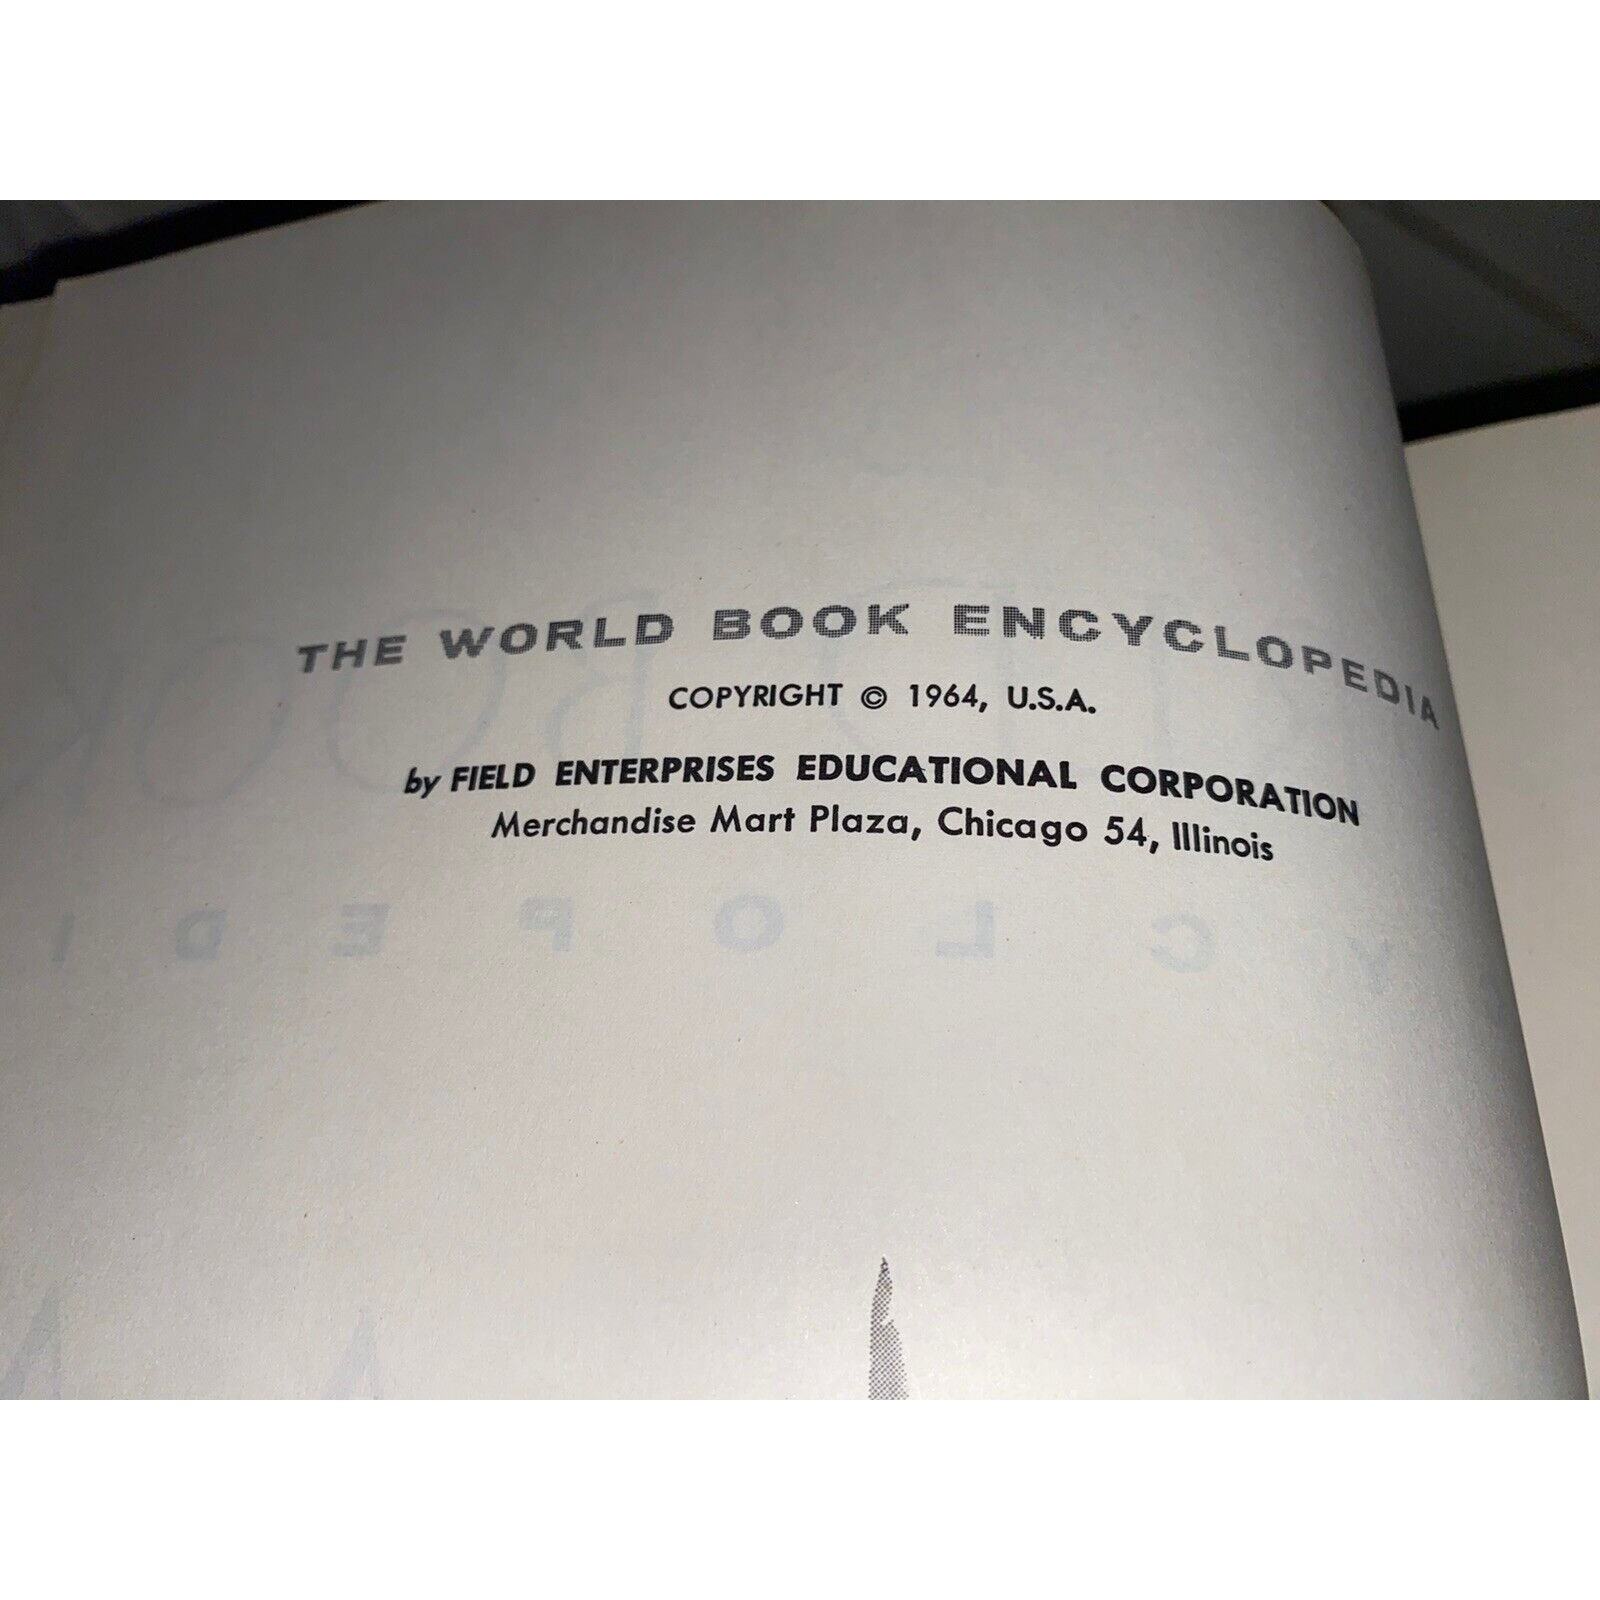 THE WORLD BOOK ENCYCLOPEDIA
COPYRIGHT © 1964, U.S.A.
by FIELD ENTERPRISES EDUCATIONAL CORPORATION
Merchandise Mart Plaza, Chicago 54, Illinois